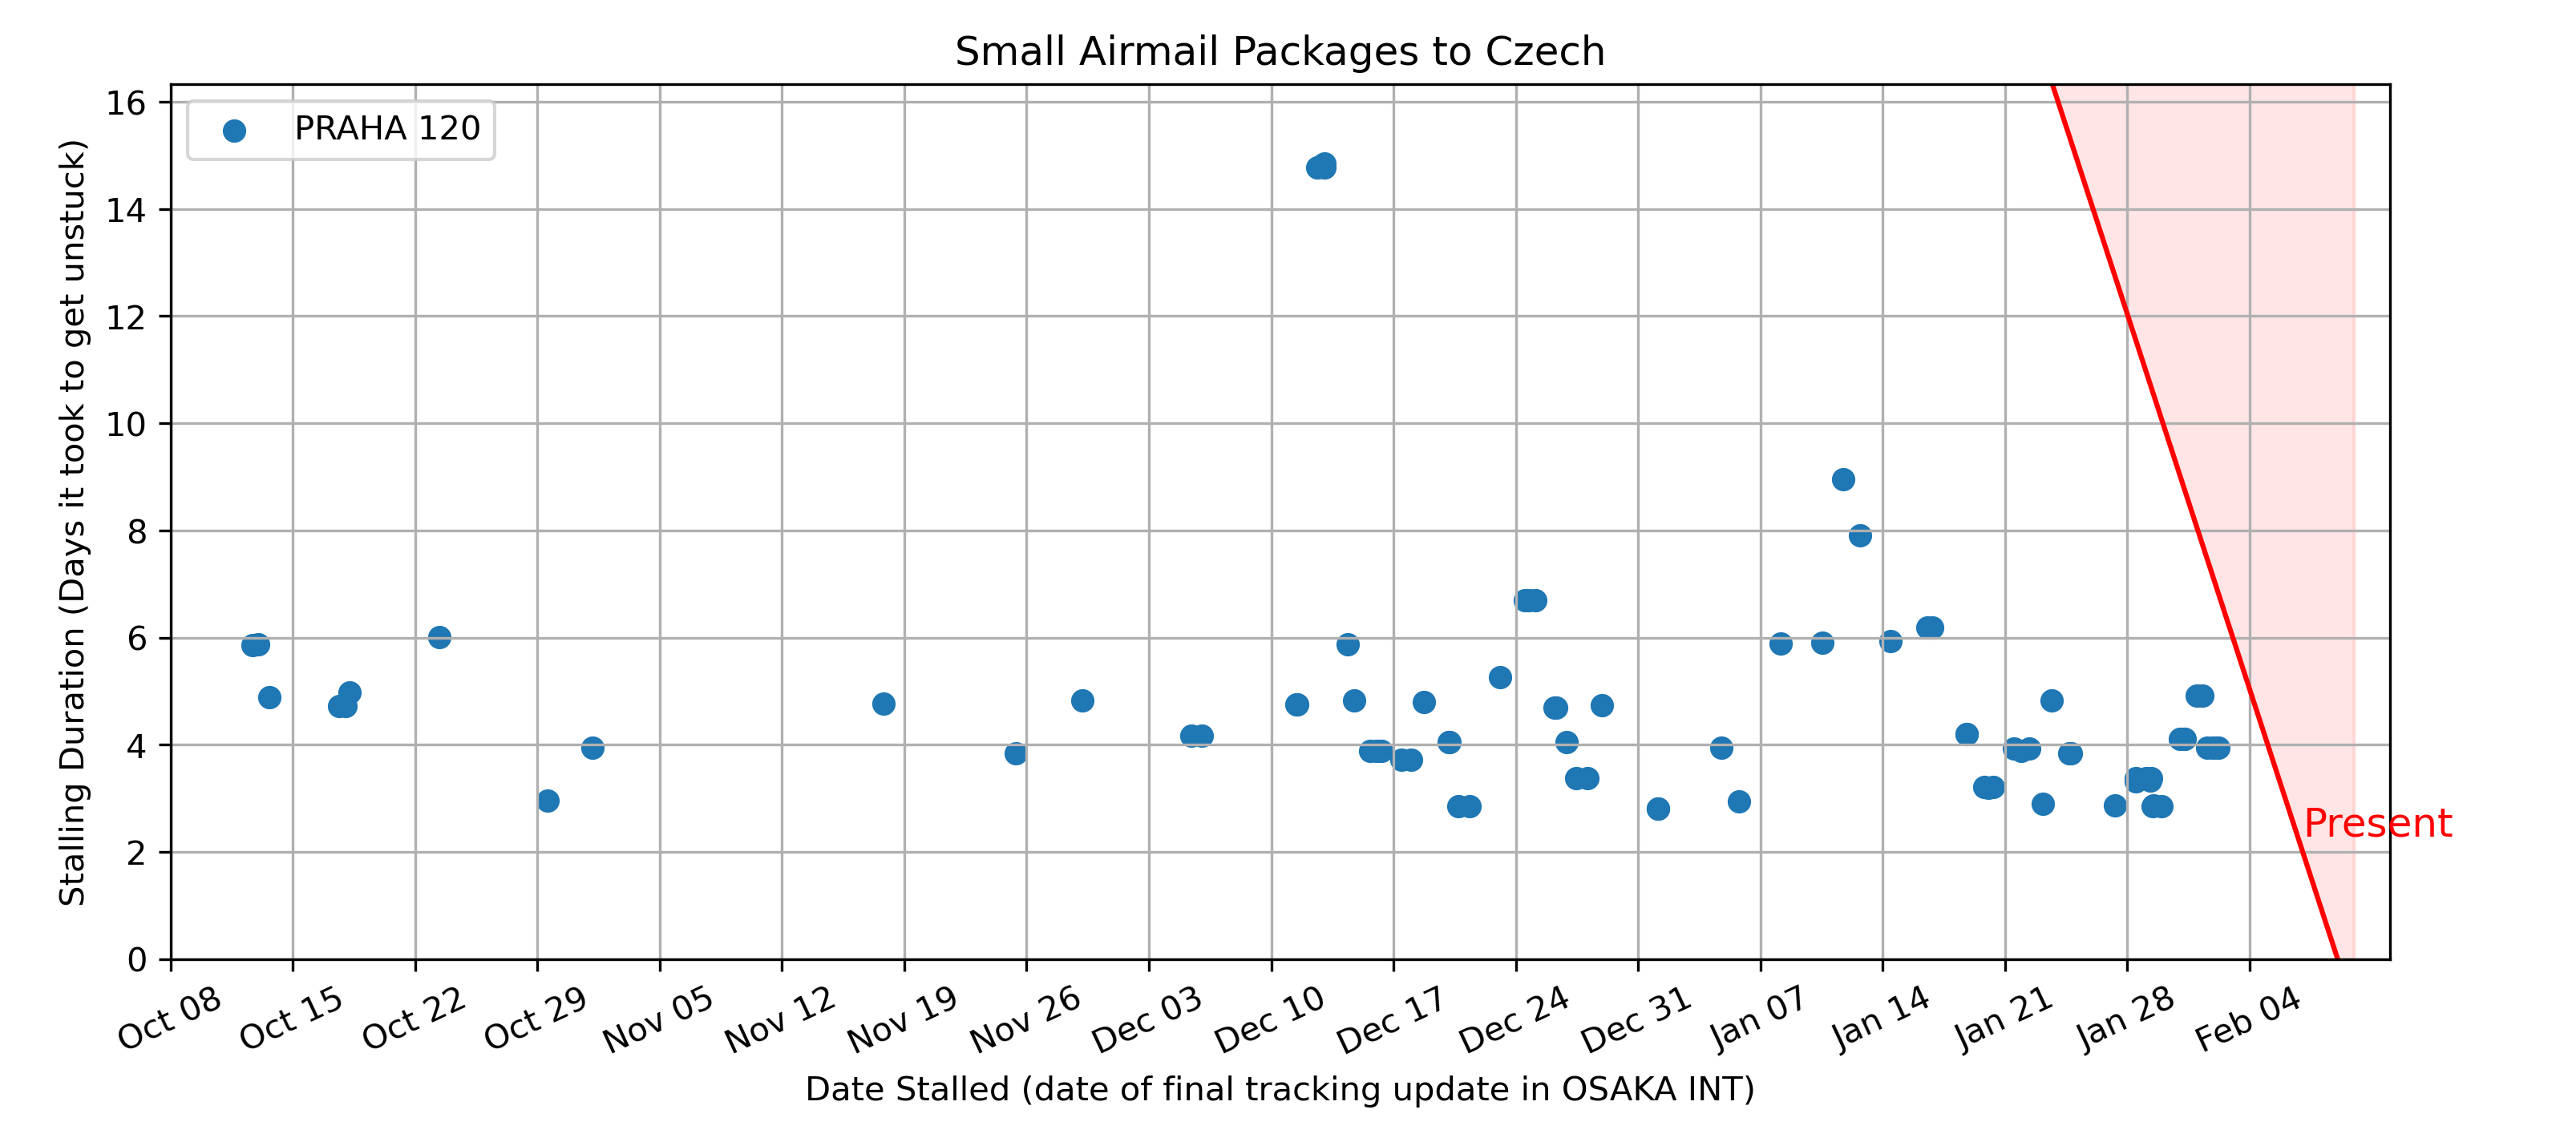 Small Airmail Packages to Czech
PRAHA 120
Stalling Duration (Days it took to get unstuck)
16
14
12
10
8
6
4
2
0
Present
Oct 08
Oct 15
Oct 22
Oct 29
Nov 05
Nov 12
Nov 19
Nov 26
Dec 03
Dec 10
Dec 17
Dec 24
Dec 31
Jan 07
Jan 14
Jan 21
Jan 28
Feb 04
Date Stalled (date of final tracking update in OSAKA INT)